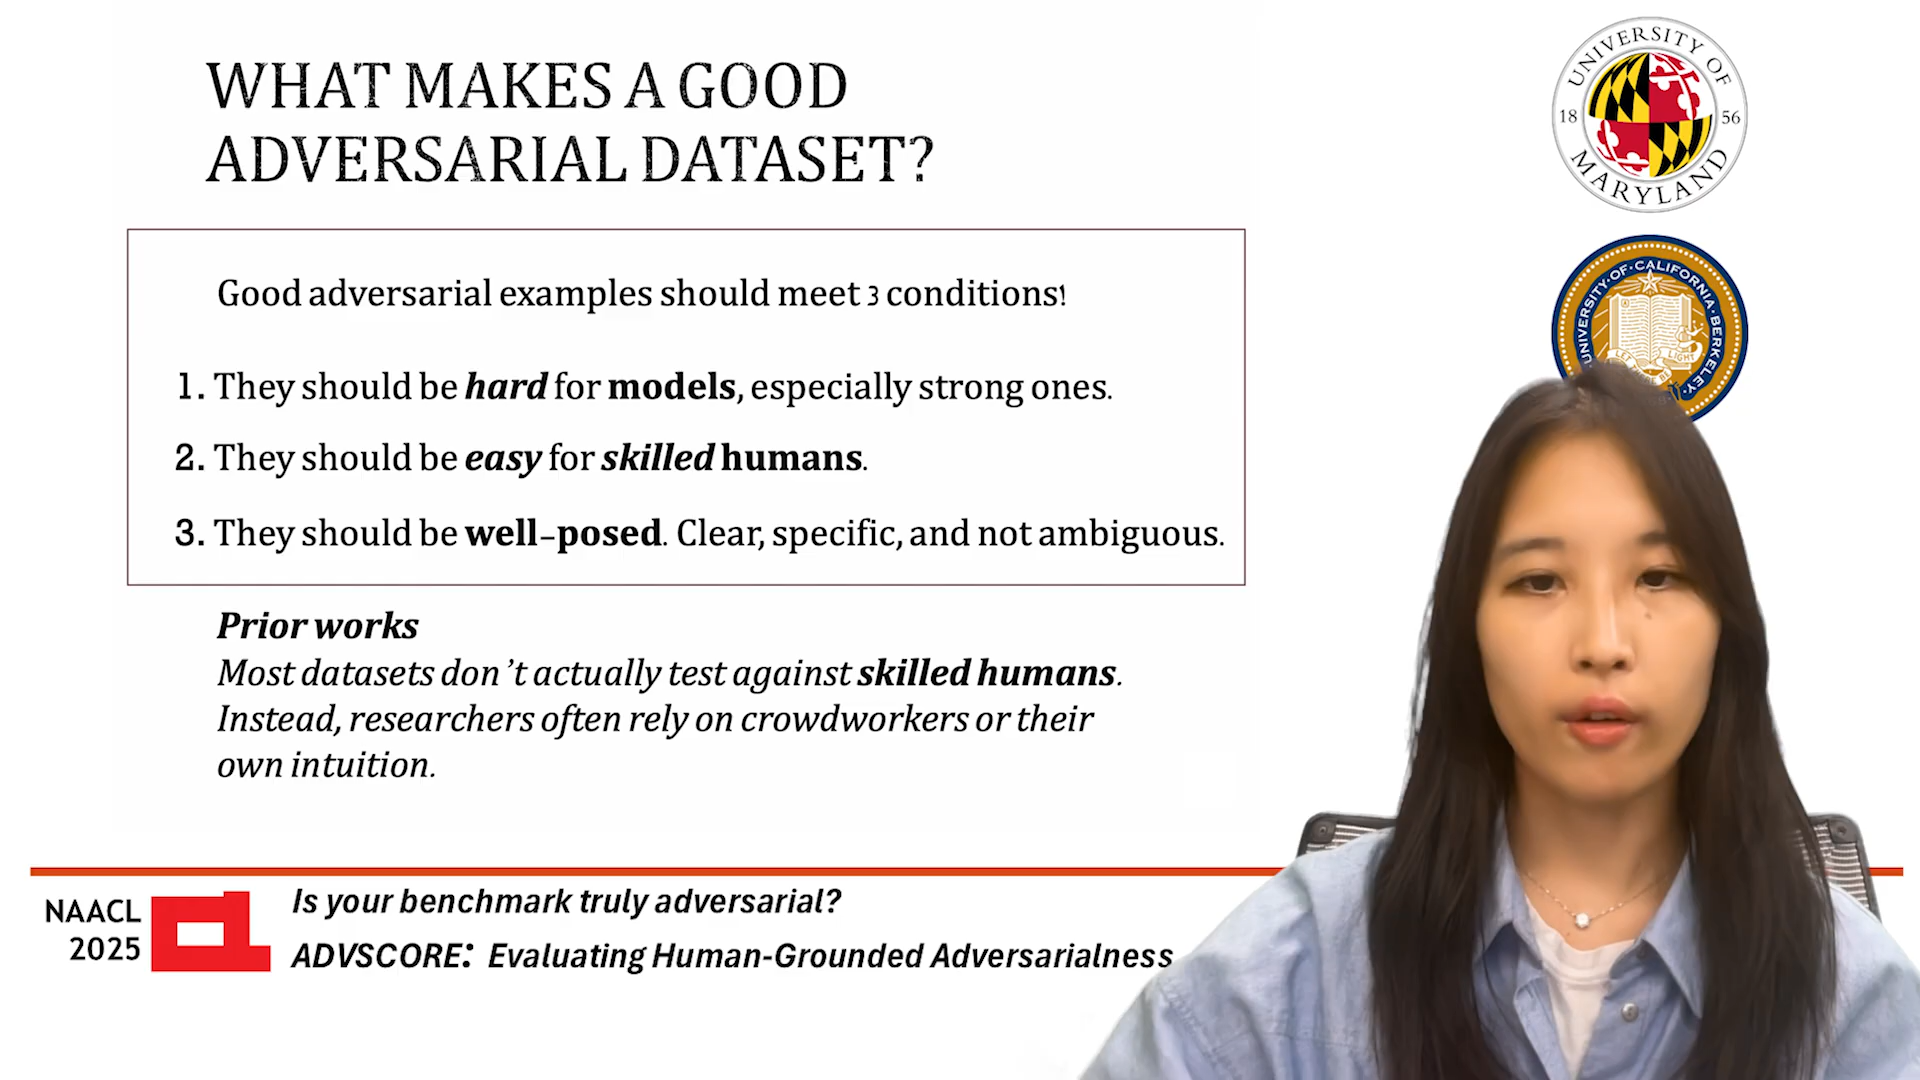 WHAT MAKES A GOOD
ADVERSARIAL DATASET?
Good adversarial examples should meet 3 conditions!
1. They should be hard for models, especially strong ones.
2. They should be easy for skilled humans.
3. They should be well-posed. Clear, specific, and not ambiguous.
Prior works
Most datasets don't actually test against skilled humans.
Instead, researchers often rely on crowdworkers or their
own intuition.
NAACL
2025
Is your benchmark truly adversarial?
ADVSCORE: Evaluating Human-Grounded Adversarialness
UNIVERSITY OF
18 56
MARYLAND
UNIVERSITY·OF·CALIFORNIA·BERKELEY
LIGHT